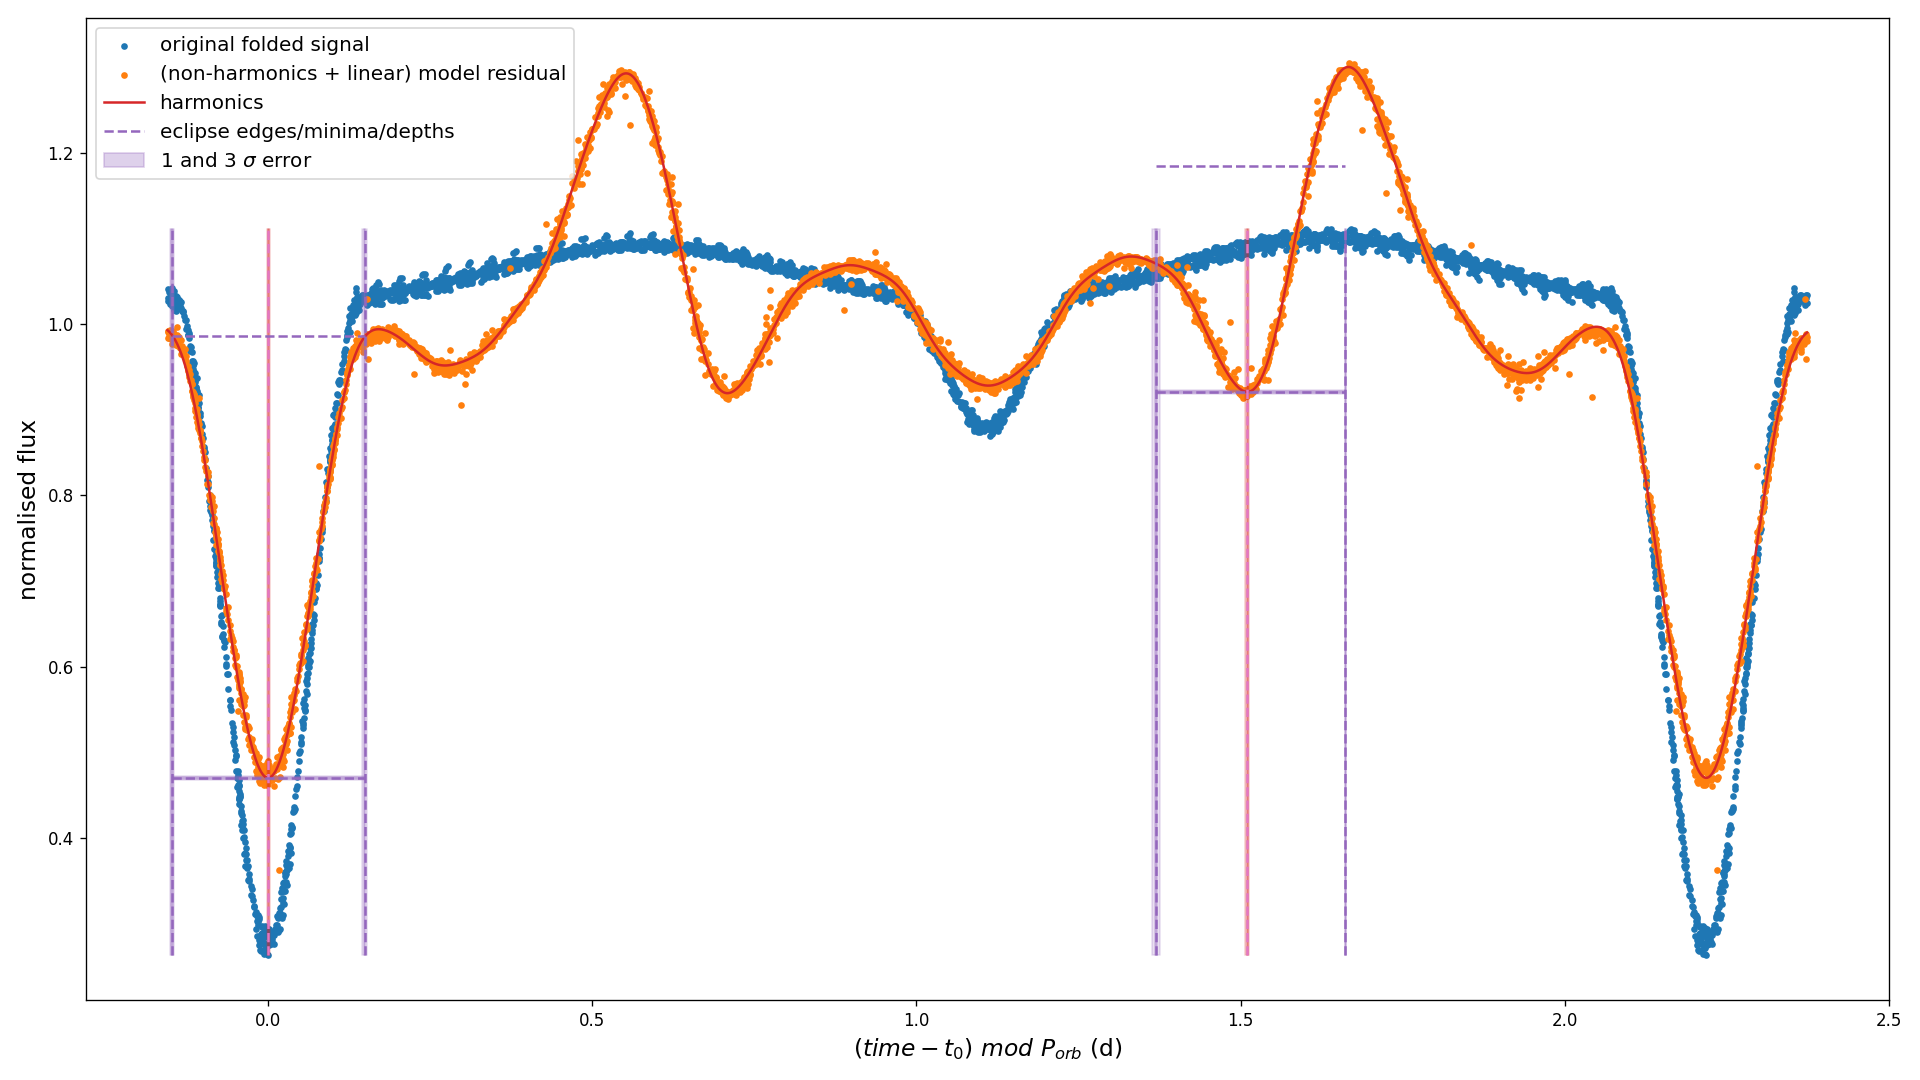 original folded signal
(non-harmonics + linear) model residual
harmonics
eclipse edges/minima/depths
1 and 3 σ error
normalised flux
1.2
1.0
0.8
0.6
0.4
0.0
0.5
1.0
1.5
2.0
2.5
(time − t₀) mod P_orb (d)